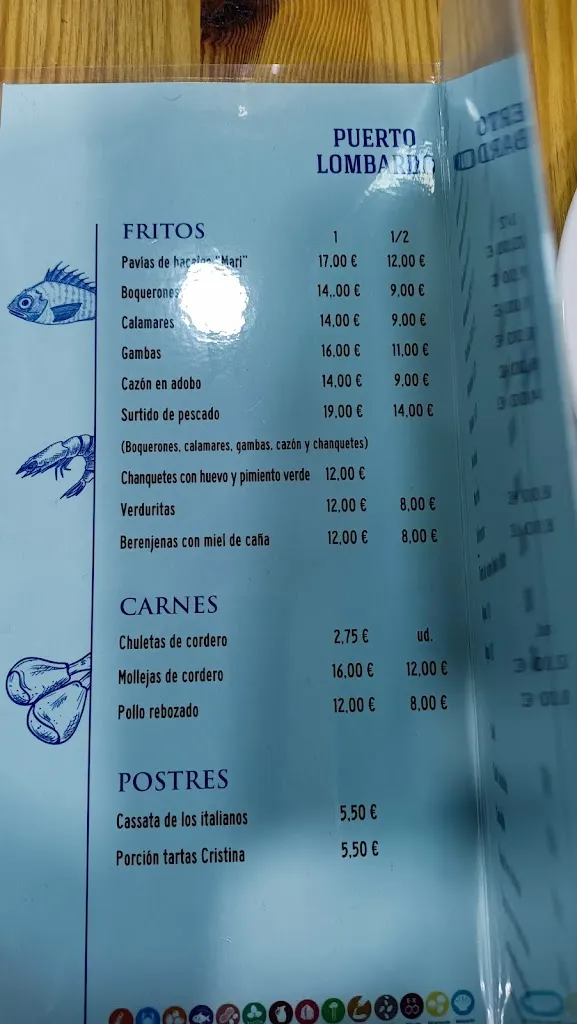 PUERTO
LOMBARDO
FRITOS 1 1/2
Pavías de bacalao "Mari" 17,00 € 12,00 €
Boquerones 14,.00 € 9,00 €
Calamares 14,00 € 9,00 €
Gambas 16,00 € 11,00 €
Cazón en adobo 14,00 € 9,00 €
Surtido de pescado 19,00 € 14,00 €
(Boquerones, calamares, gambas, cazón y chanquetes)
Chanquetes con huevo y pimiento verde 12,00 €
Verduritas 12,00 € 8,00 €
Berenjenas con miel de caña 12,00 € 8,00 €
CARNES
Chuletas de cordero 2,75 € ud.
Mollejas de cordero 16,00 € 12,00 €
Pollo rebozado 12,00 € 8,00 €
POSTRES
Cassata de los italianos 5,50 €
Porción tartas Cristina 5,50 €